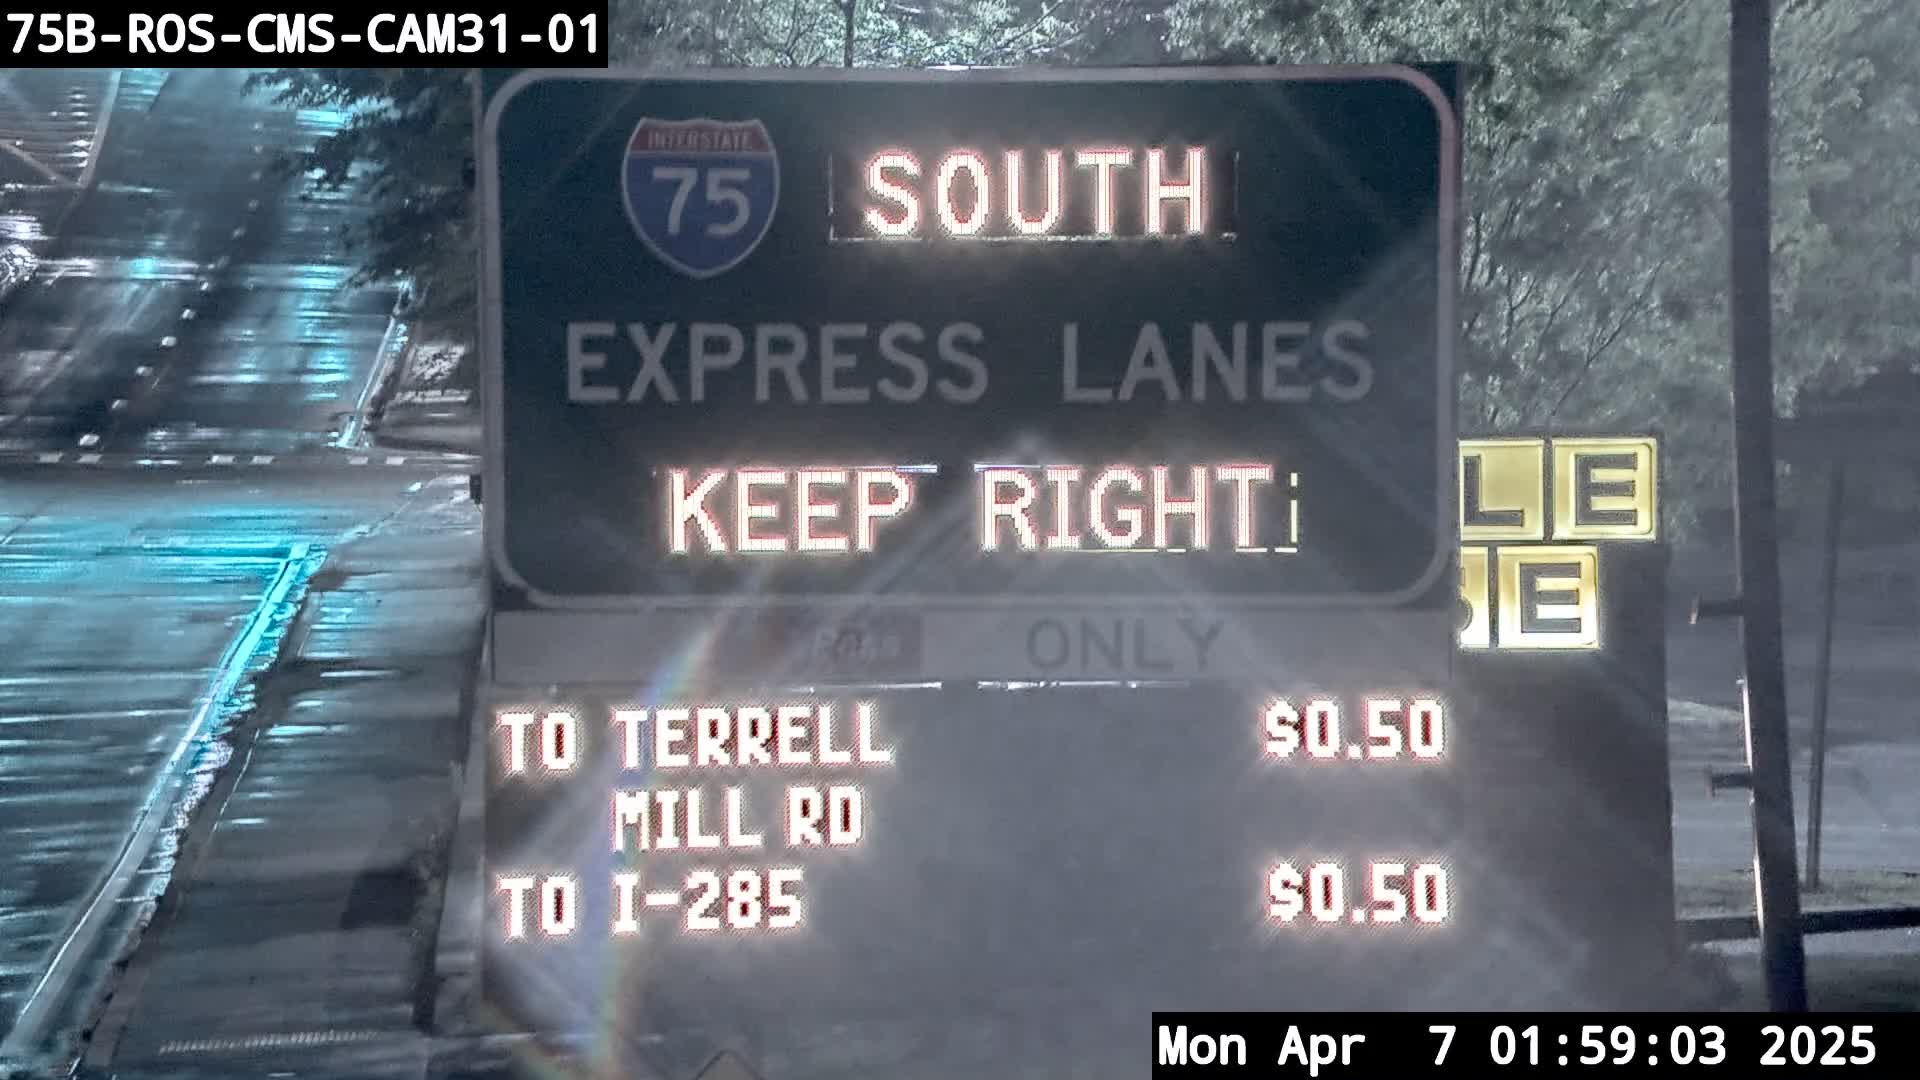 75B-ROS-CMS-CAM31-01
INTERSTATE
75
SOUTH
EXPRESS LANES
KEEP RIGHT
ONLY
TO TERRELL $0.50
MILL RD
TO I-285 $0.50
LE
E
Mon Apr 7 01:59:03 2025